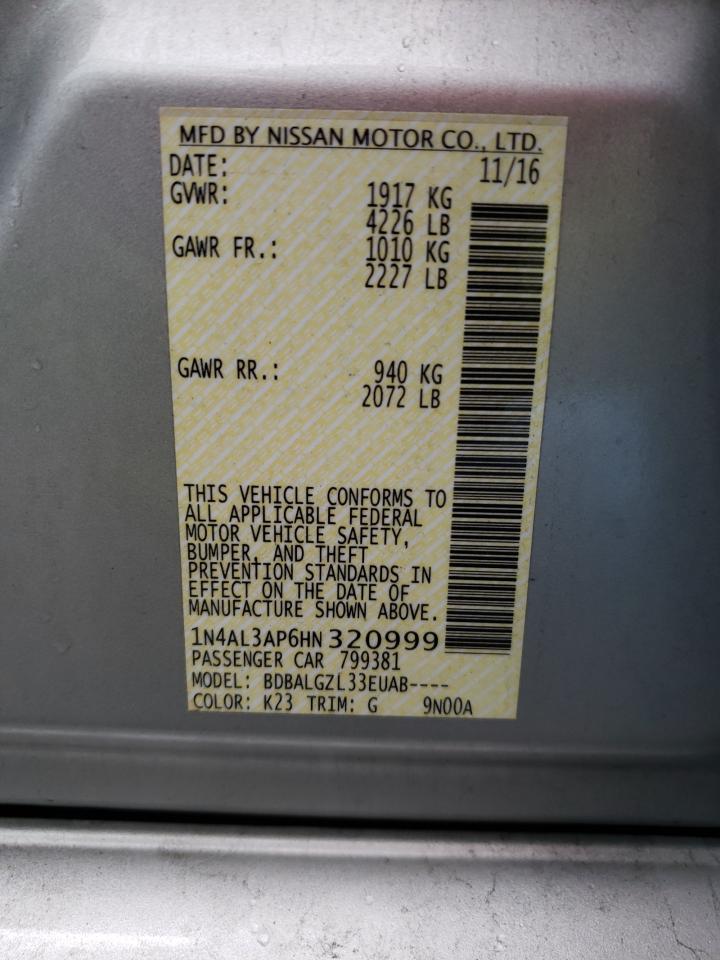 MFD BY NISSAN MOTOR CO., LTD.
DATE: 11/16
GVWR: 1917 KG
4226 LB
GAWR FR.: 1010 KG
2227 LB
GAWR RR.: 940 KG
2072 LB
THIS VEHICLE CONFORMS TO
ALL APPLICABLE FEDERAL
MOTOR VEHICLE SAFETY,
BUMPER, AND THEFT
PREVENTION STANDARDS IN
EFFECT ON THE DATE OF
MANUFACTURE SHOWN ABOVE.
1N4AL3AP6HN 320999
PASSENGER CAR 799381
MODEL: BDBALGZL33EUAB----
COLOR: K23 TRIM: G 9N00A